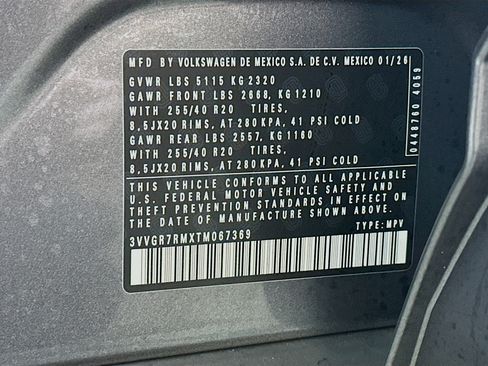 MFD BY VOLKSWAGEN DE MEXICO S.A. DE C.V. MEXICO 01/26
GVWR LBS 5115 KG 2320
GAWR FRONT LBS 2668, KG 1210
WITH 255/40 R20 TIRES,
8,5JX20 RIMS, AT 280 KPA, 41 PSI COLD
GAWR REAR LBS 2557, KG 1160
WITH 255/40 R20 TIRES,
8,5JX20 RIMS, AT 280 KPA, 41 PSI COLD
THIS VEHICLE CONFORMS TO ALL APPLICABLE
U.S. FEDERAL MOTOR VEHICLE SAFETY AND
THEFT PREVENTION STANDARDS IN EFFECT ON
THE DATE OF MANUFACTURE SHOWN ABOVE.
3VVGR7RMXTM067369 TYPE: MPV
0448760 4059